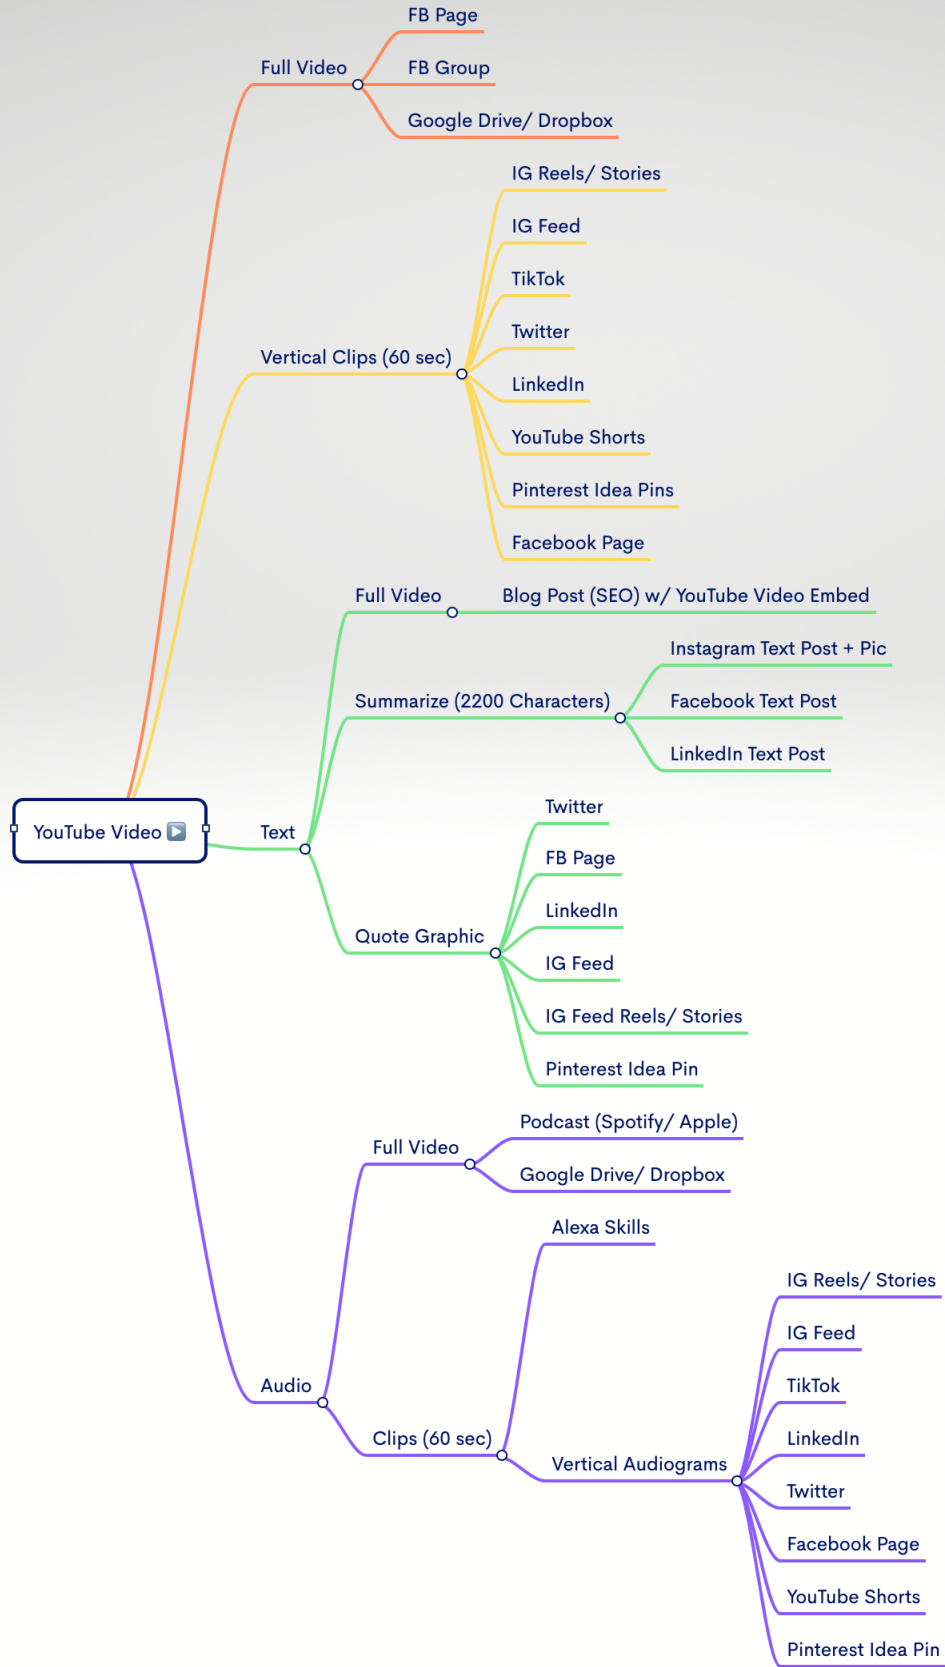 FB Page
Full Video
FB Group
Google Drive/ Dropbox
IG Reels/ Stories
IG Feed
TikTok
Twitter
Vertical Clips (60 sec)
LinkedIn
YouTube Shorts
Pinterest Idea Pins
Facebook Page
Full Video
Blog Post (SEO) w/ YouTube Video Embed
Instagram Text Post + Pic
Summarize (2200 Characters)
Facebook Text Post
LinkedIn Text Post
Twitter
YouTube Video ▶️
Text
FB Page
LinkedIn
Quote Graphic
IG Feed
IG Feed Reels/ Stories
Pinterest Idea Pin
Podcast (Spotify/ Apple)
Full Video
Google Drive/ Dropbox
Alexa Skills
IG Reels/ Stories
IG Feed
Audio
TikTok
Clips (60 sec)
LinkedIn
Vertical Audiograms
Twitter
Facebook Page
YouTube Shorts
Pinterest Idea Pin